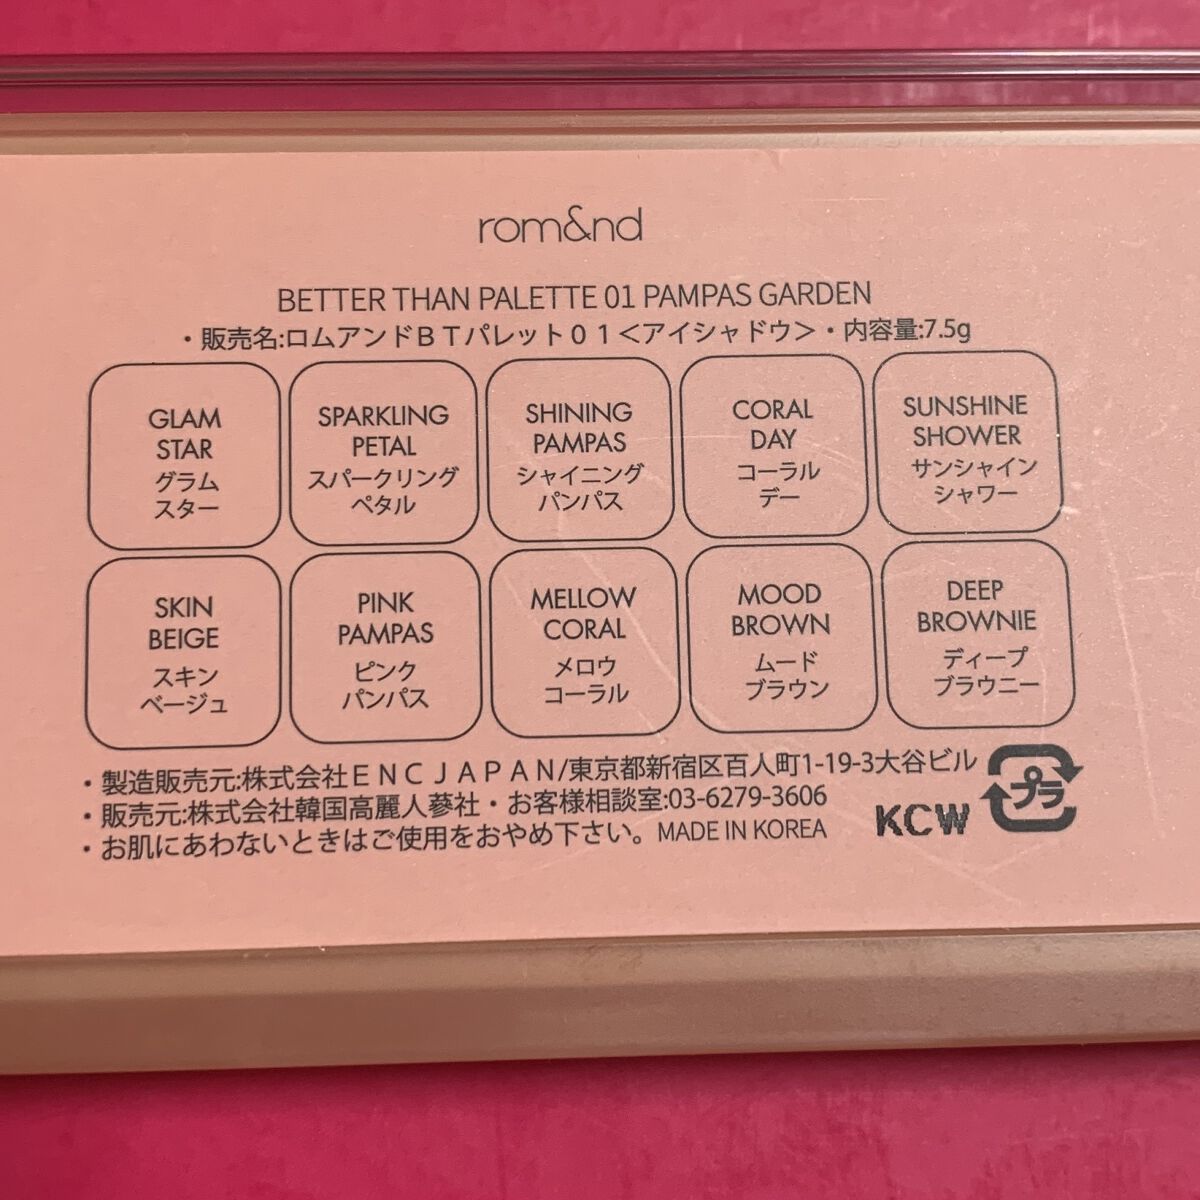 rom&nd
BETTER THAN PALETTE 01 PAMPAS GARDEN
・販売名:ロムアンドＢＴパレット０１＜アイシャドウ＞・内容量:7.5g
GLAM
STAR
グラム
スター
SPARKLING
PETAL
スパークリング
ペタル
SHINING
PAMPAS
シャイニング
パンパス
CORAL
DAY
コーラル
デー
SUNSHINE
SHOWER
サンシャイン
シャワー
SKIN
BEIGE
スキン
ベージュ
PINK
PAMPAS
ピンク
パンパス
MELLOW
CORAL
メロウ
コーラル
MOOD
BROWN
ムード
ブラウン
DEEP
BROWNIE
ディープ
ブラウニー
・製造販売元:株式会社ＥＮＣＪＡＰＡＮ/東京都新宿区百人町1-19-3大谷ビル
・販売元:株式会社韓国高麗人蔘社・お客様相談室:03-6279-3606
・お肌にあわないときはご使用をおやめ下さい。MADE IN KOREA
KCW
プラ